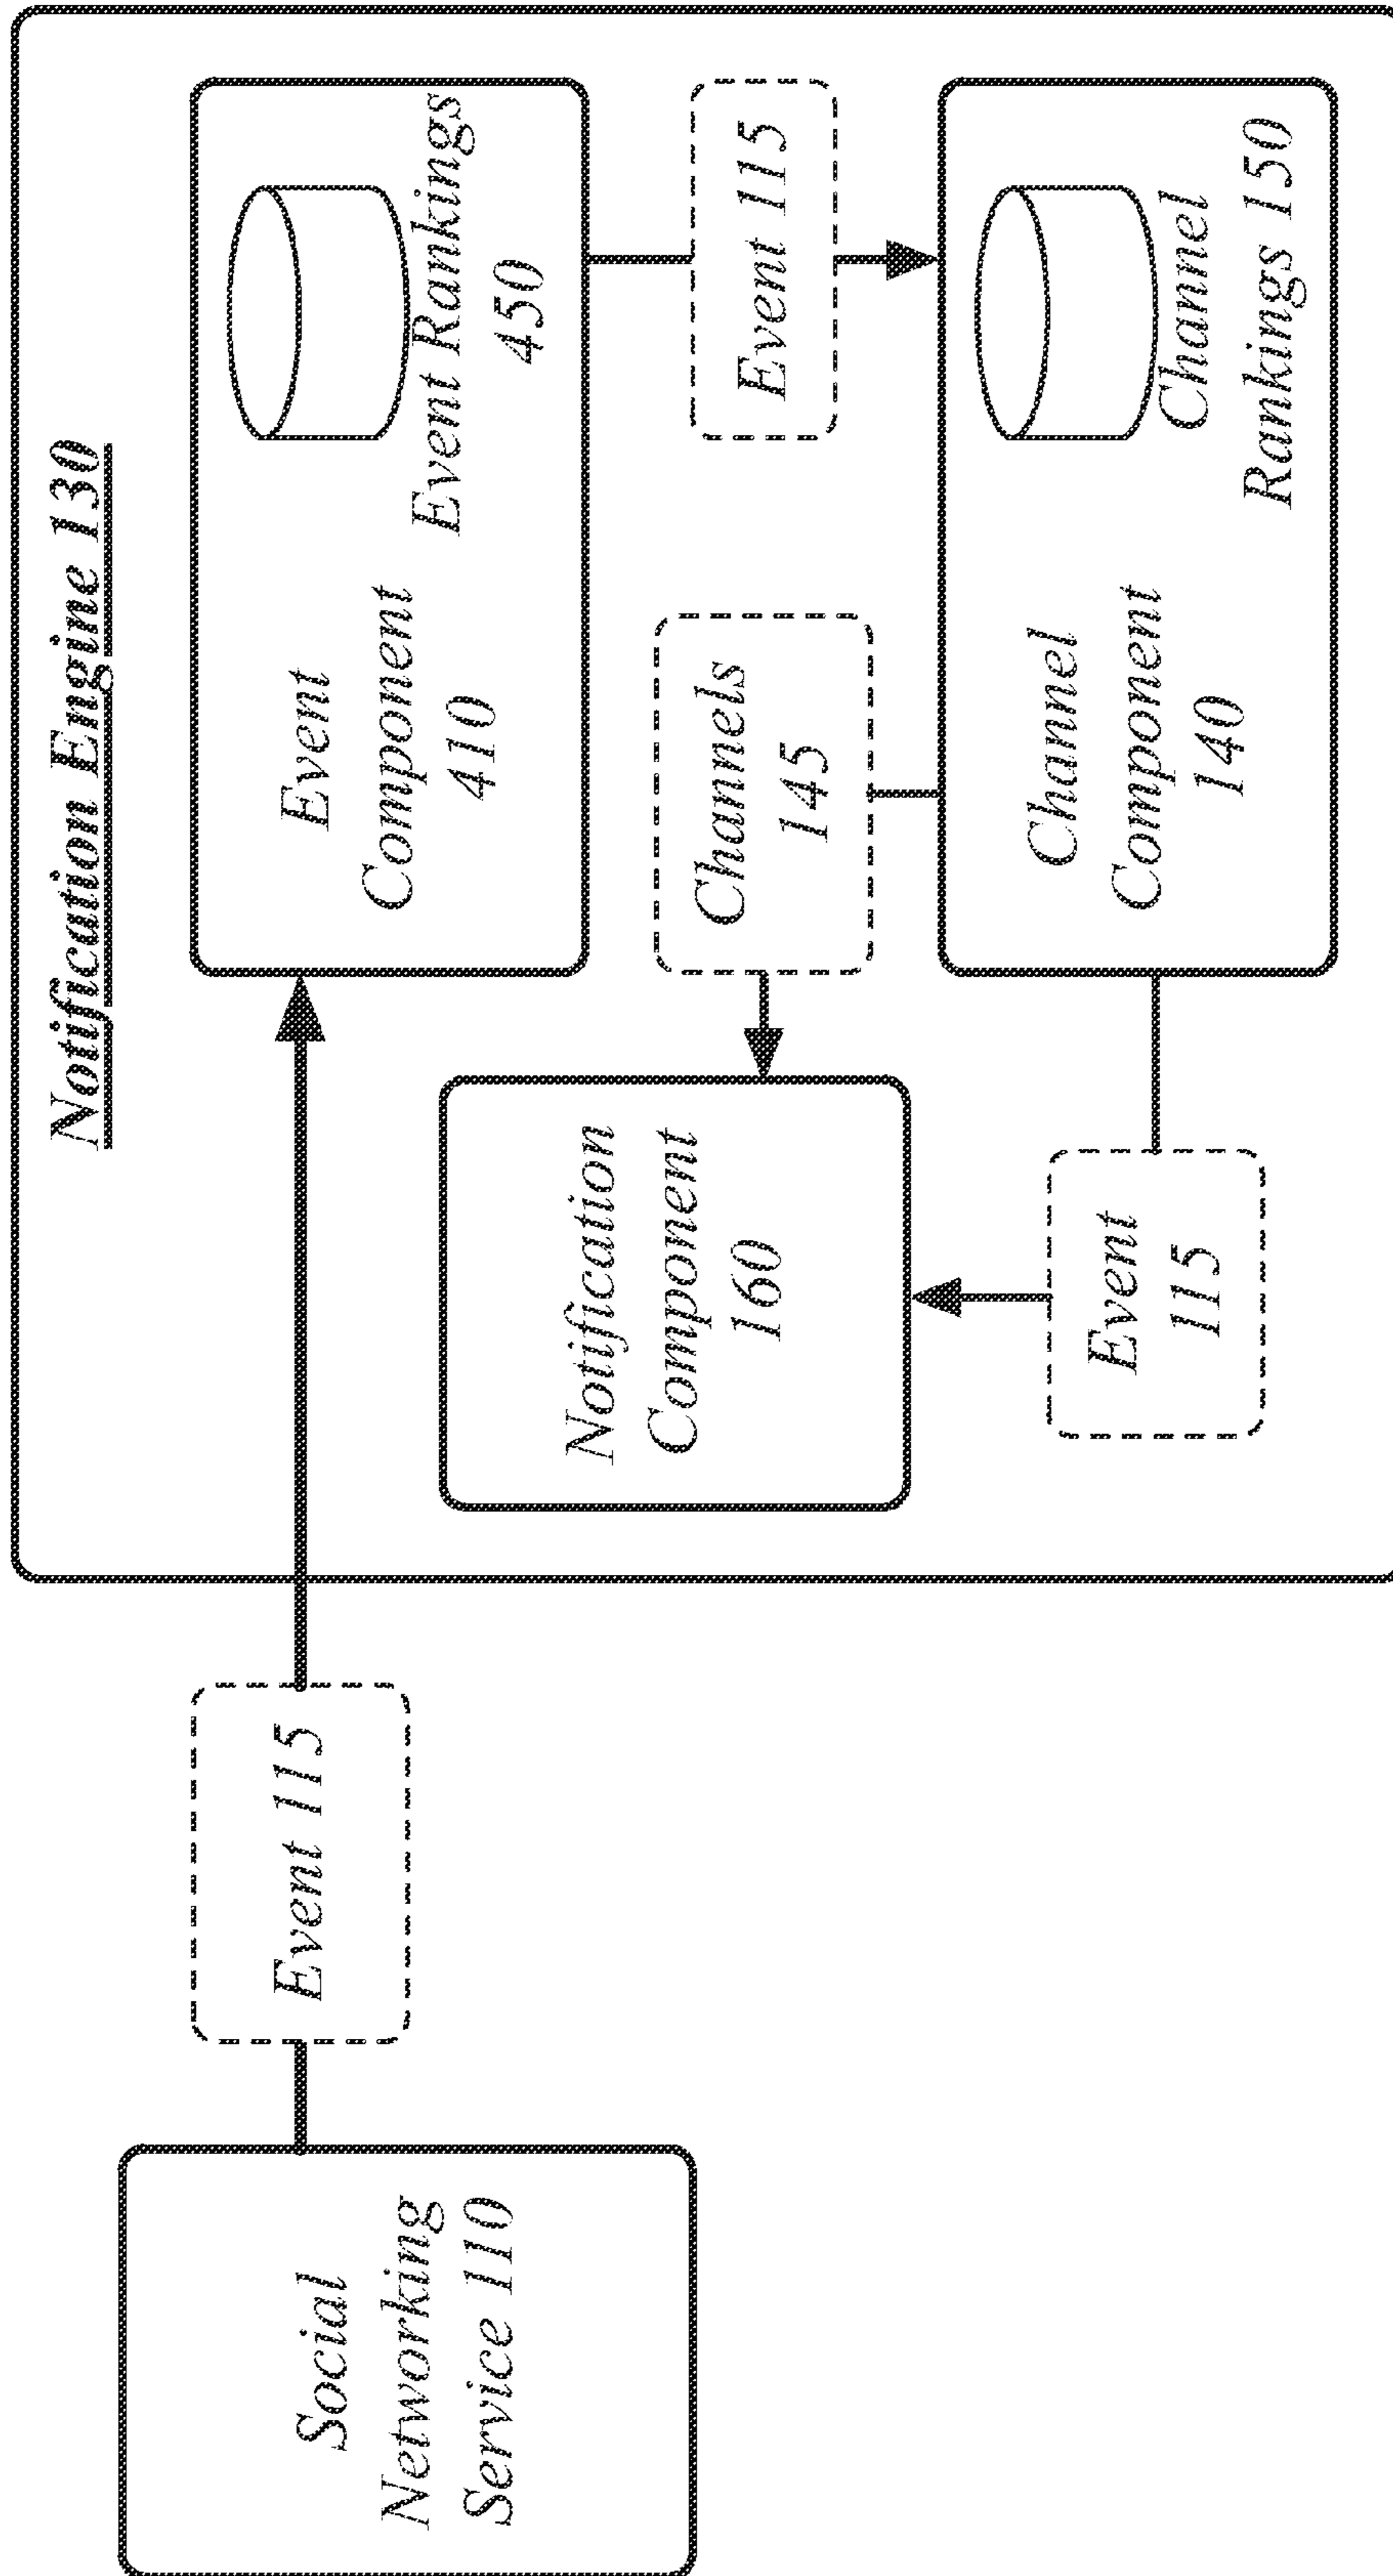 Notification Engine 130
Social
Networking
Service 110
Event 115
Event
Component
410
Event Rankings
450
Notification
Component
160
Channels
145
Event 115
Event
115
Channel
Component
140
Channel
Rankings 150